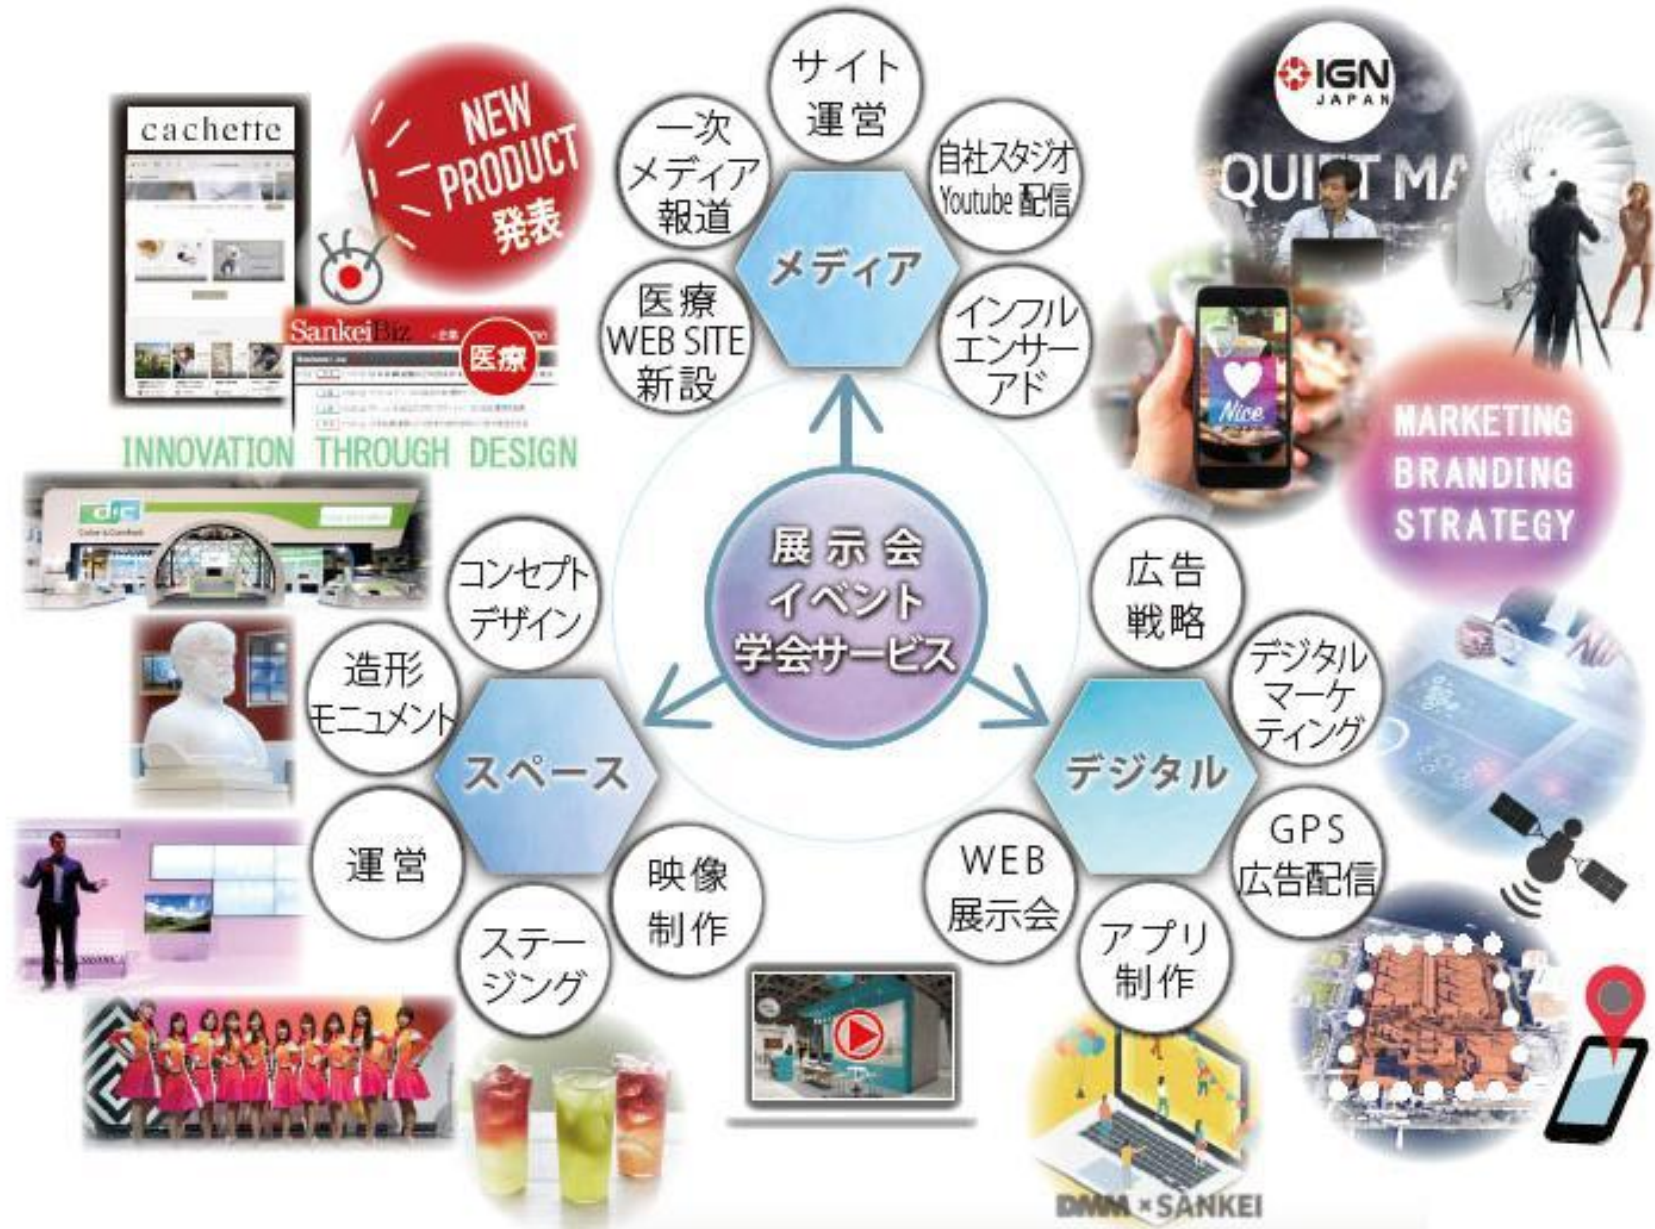 cachette
NEW
PRODUCT
発表
SankeiBiz
医療
INNOVATION THROUGH DESIGN
サイト
運営
一次
メディア
報道
自社スタジオ
Youtube 配信
メディア
医療
WEB SITE
新設
インフル
エンサー
アド
IGN
JAPAN
QUIET MA
Nice
MARKETING
BRANDING
STRATEGY
展示会
イベント
学会サービス
コンセプト
デザイン
造形
モニュメント
スペース
運営
ステー
ジング
映像
制作
広告
戦略
デジタル
マーケ
ティング
デジタル
WEB
展示会
GPS
広告配信
アプリ
制作
DMM × SANKEI